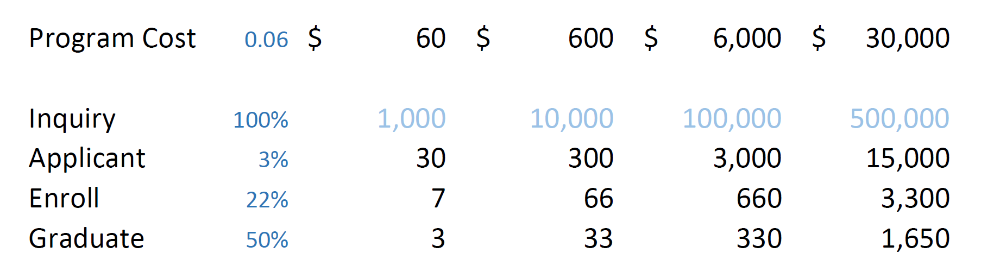 Program Cost 0.06 $ 60 $ 600 $ 6,000 $ 30,000
Inquiry 100% 1,000 10,000 100,000 500,000
Applicant 3% 30 300 3,000 15,000
Enroll 22% 7 66 660 3,300
Graduate 50% 3 33 330 1,650